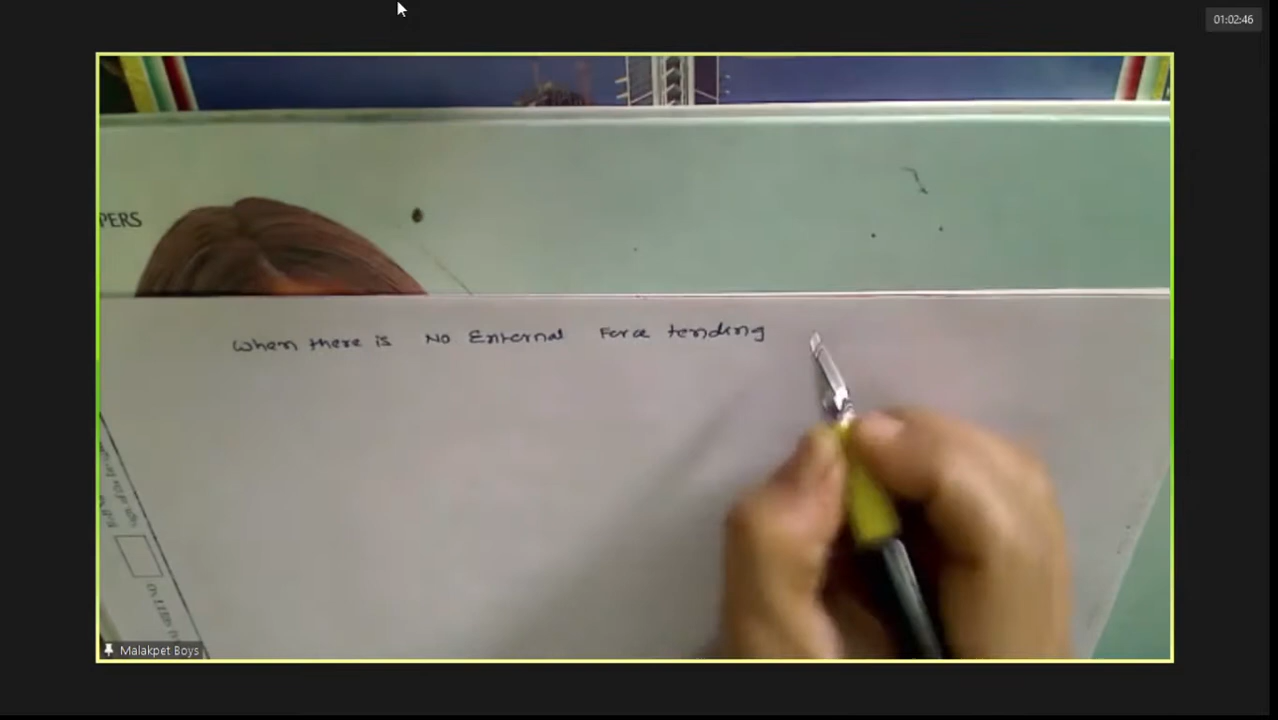 01:02:46
PERS
When there is No External Force tending
Malakpet Boys